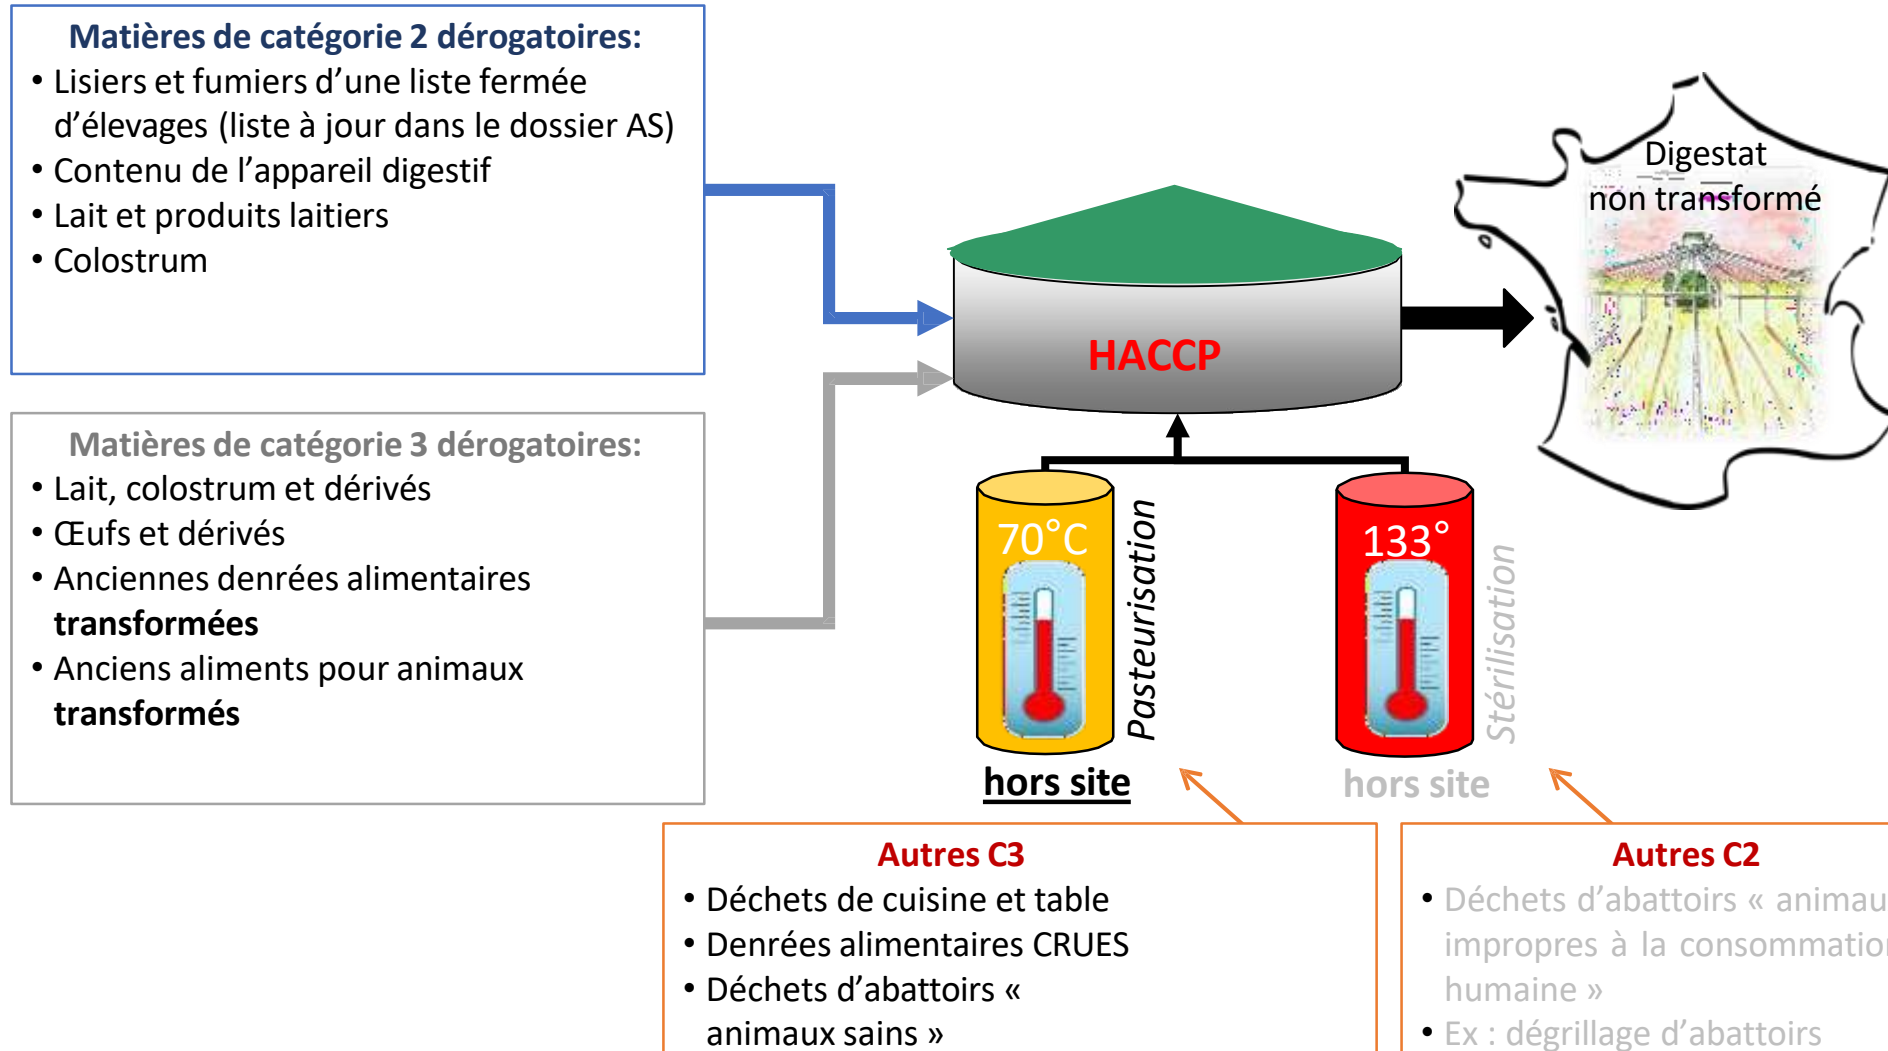 Matières de catégorie 2 dérogatoires:
• Lisiers et fumiers d’une liste fermée
d’élevages (liste à jour dans le dossier AS)
• Contenu de l’appareil digestif
• Lait et produits laitiers
• Colostrum
Matières de catégorie 3 dérogatoires:
• Lait, colostrum et dérivés
• Œufs et dérivés
• Anciennes denrées alimentaires
transformées
• Anciens aliments pour animaux
transformés
HACCP
Digestat
non transformé
70°C
Pasteurisation
hors site
133°
Stérilisation
hors site
Autres C3
• Déchets de cuisine et table
• Denrées alimentaires CRUES
• Déchets d’abattoirs «
animaux sains »
Autres C2
• Déchets d’abattoirs « animau
impropres à la consommation
humaine »
• Ex : dégrillage d’abattoirs